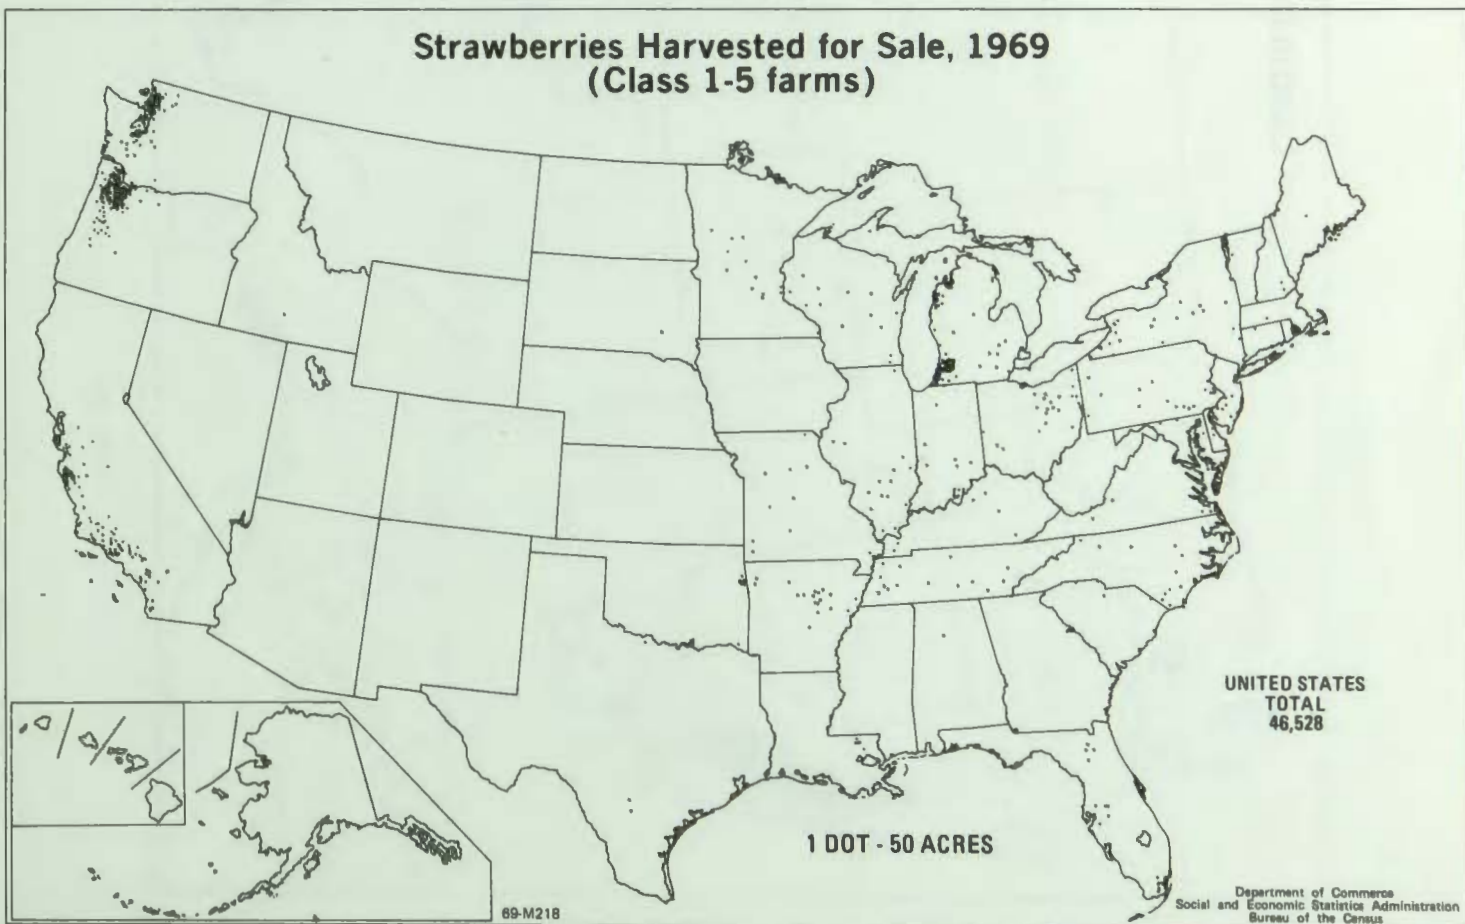 Strawberries Harvested for Sale, 1969
(Class 1-5 farms)
UNITED STATES
TOTAL
46,528
1 DOT - 50 ACRES
69-M218
Department of Commerce
Social and Economic Statistics Administration
Bureau of the Census